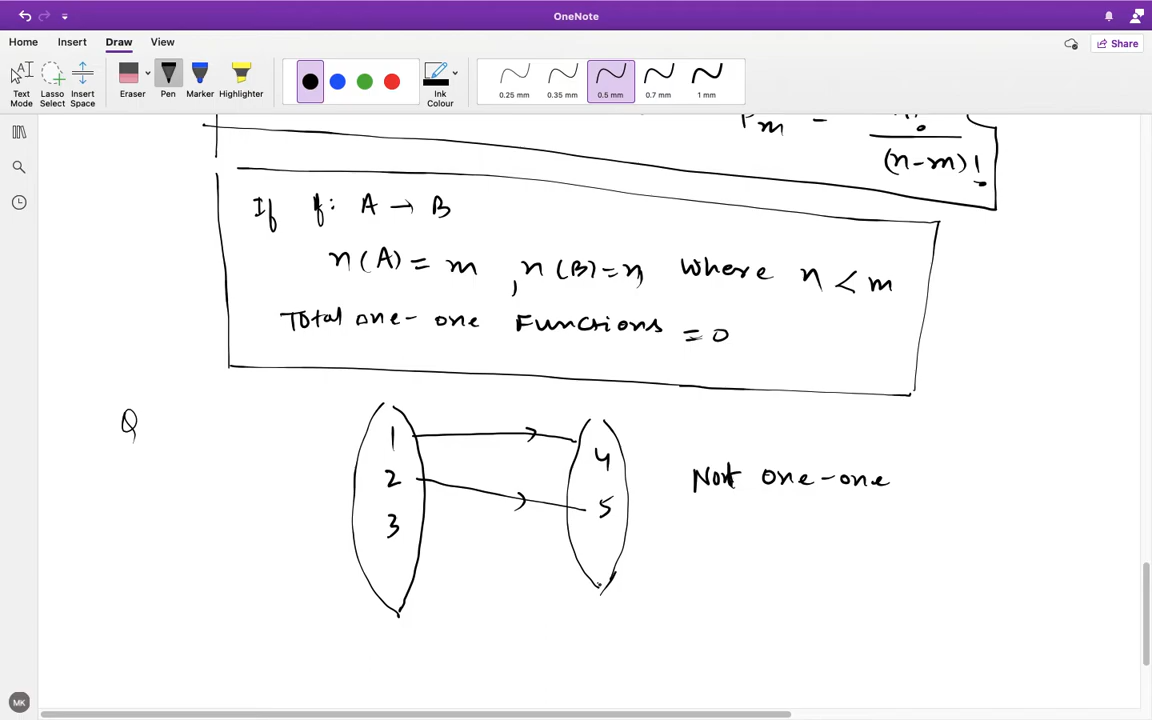 OneNote
Home Insert Draw View
Share
Text Mode
Lasso Select
Insert Space
Eraser
Pen
Marker
Highlighter
Ink Colour
0.25 mm
0.35 mm
0.5 mm
0.7 mm
1 mm
Pm =
(n-m)!
If f: A → B
n(A) = m , n(B) = n where n < m
Total one-one Functions = 0
Q
1 4
2 5
3
Not one-one
MK